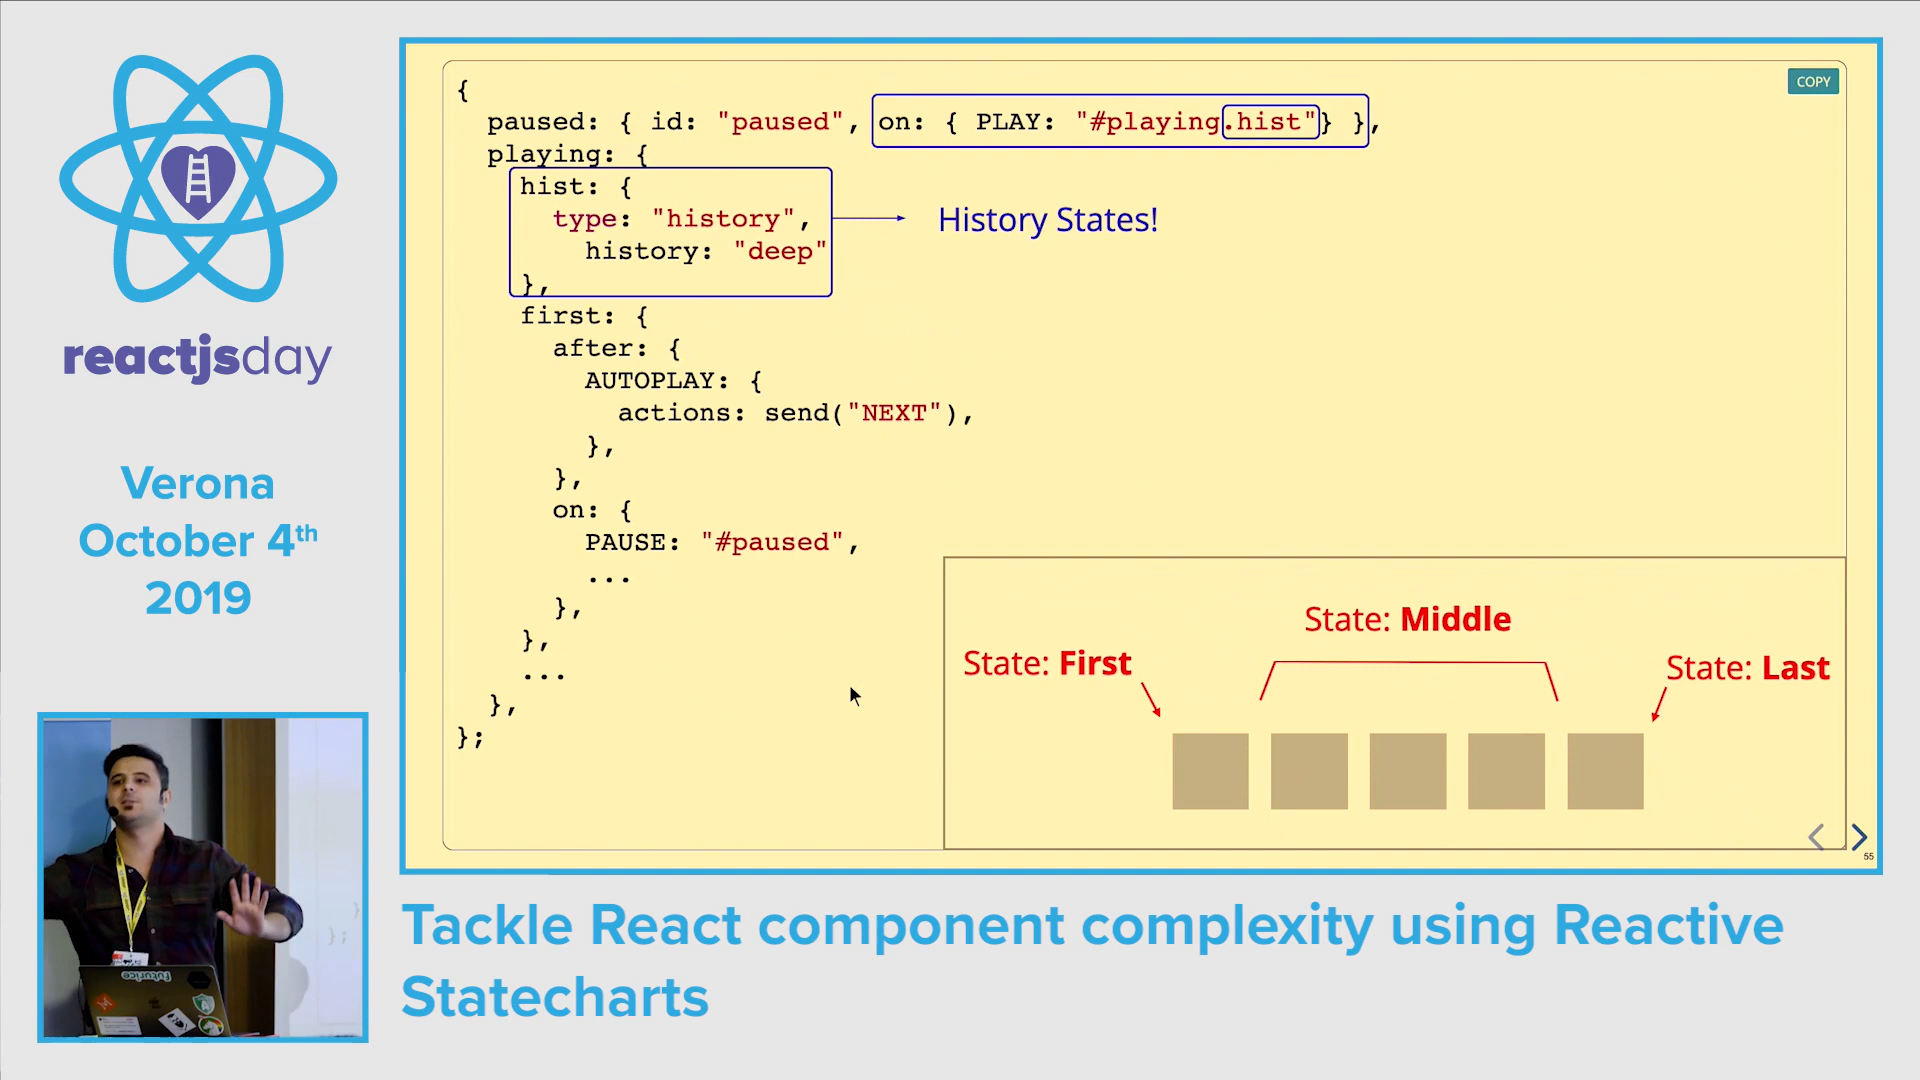 reactjsday
Verona
October 4th
2019
COPY
{
paused: { id: "paused", on: { PLAY: "#playing.hist"} },
playing: {
hist: {
type: "history",
history: "deep"
},
History States!
first: {
after: {
AUTOPLAY: {
actions: send("NEXT"),
},
},
on: {
PAUSE: "#paused",
...
},
},
...
},
};
State: Middle
State: First
State: Last
55
futurice
Tackle React component complexity using Reactive
Statecharts